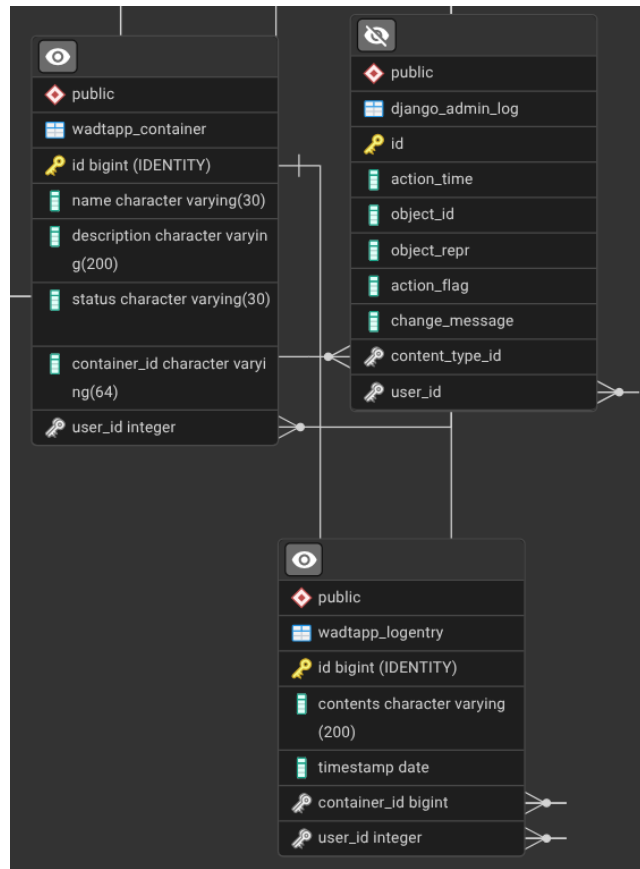 public
wadtapp_container
id bigint (IDENTITY)
name character varying(30)
description character varyin
g(200)
status character varying(30)
container_id character varyi
ng(64)
user_id integer
public
django_admin_log
id
action_time
object_id
object_repr
action_flag
change_message
content_type_id
user_id
public
wadtapp_logentry
id bigint (IDENTITY)
contents character varying
(200)
timestamp date
container_id bigint
user_id integer